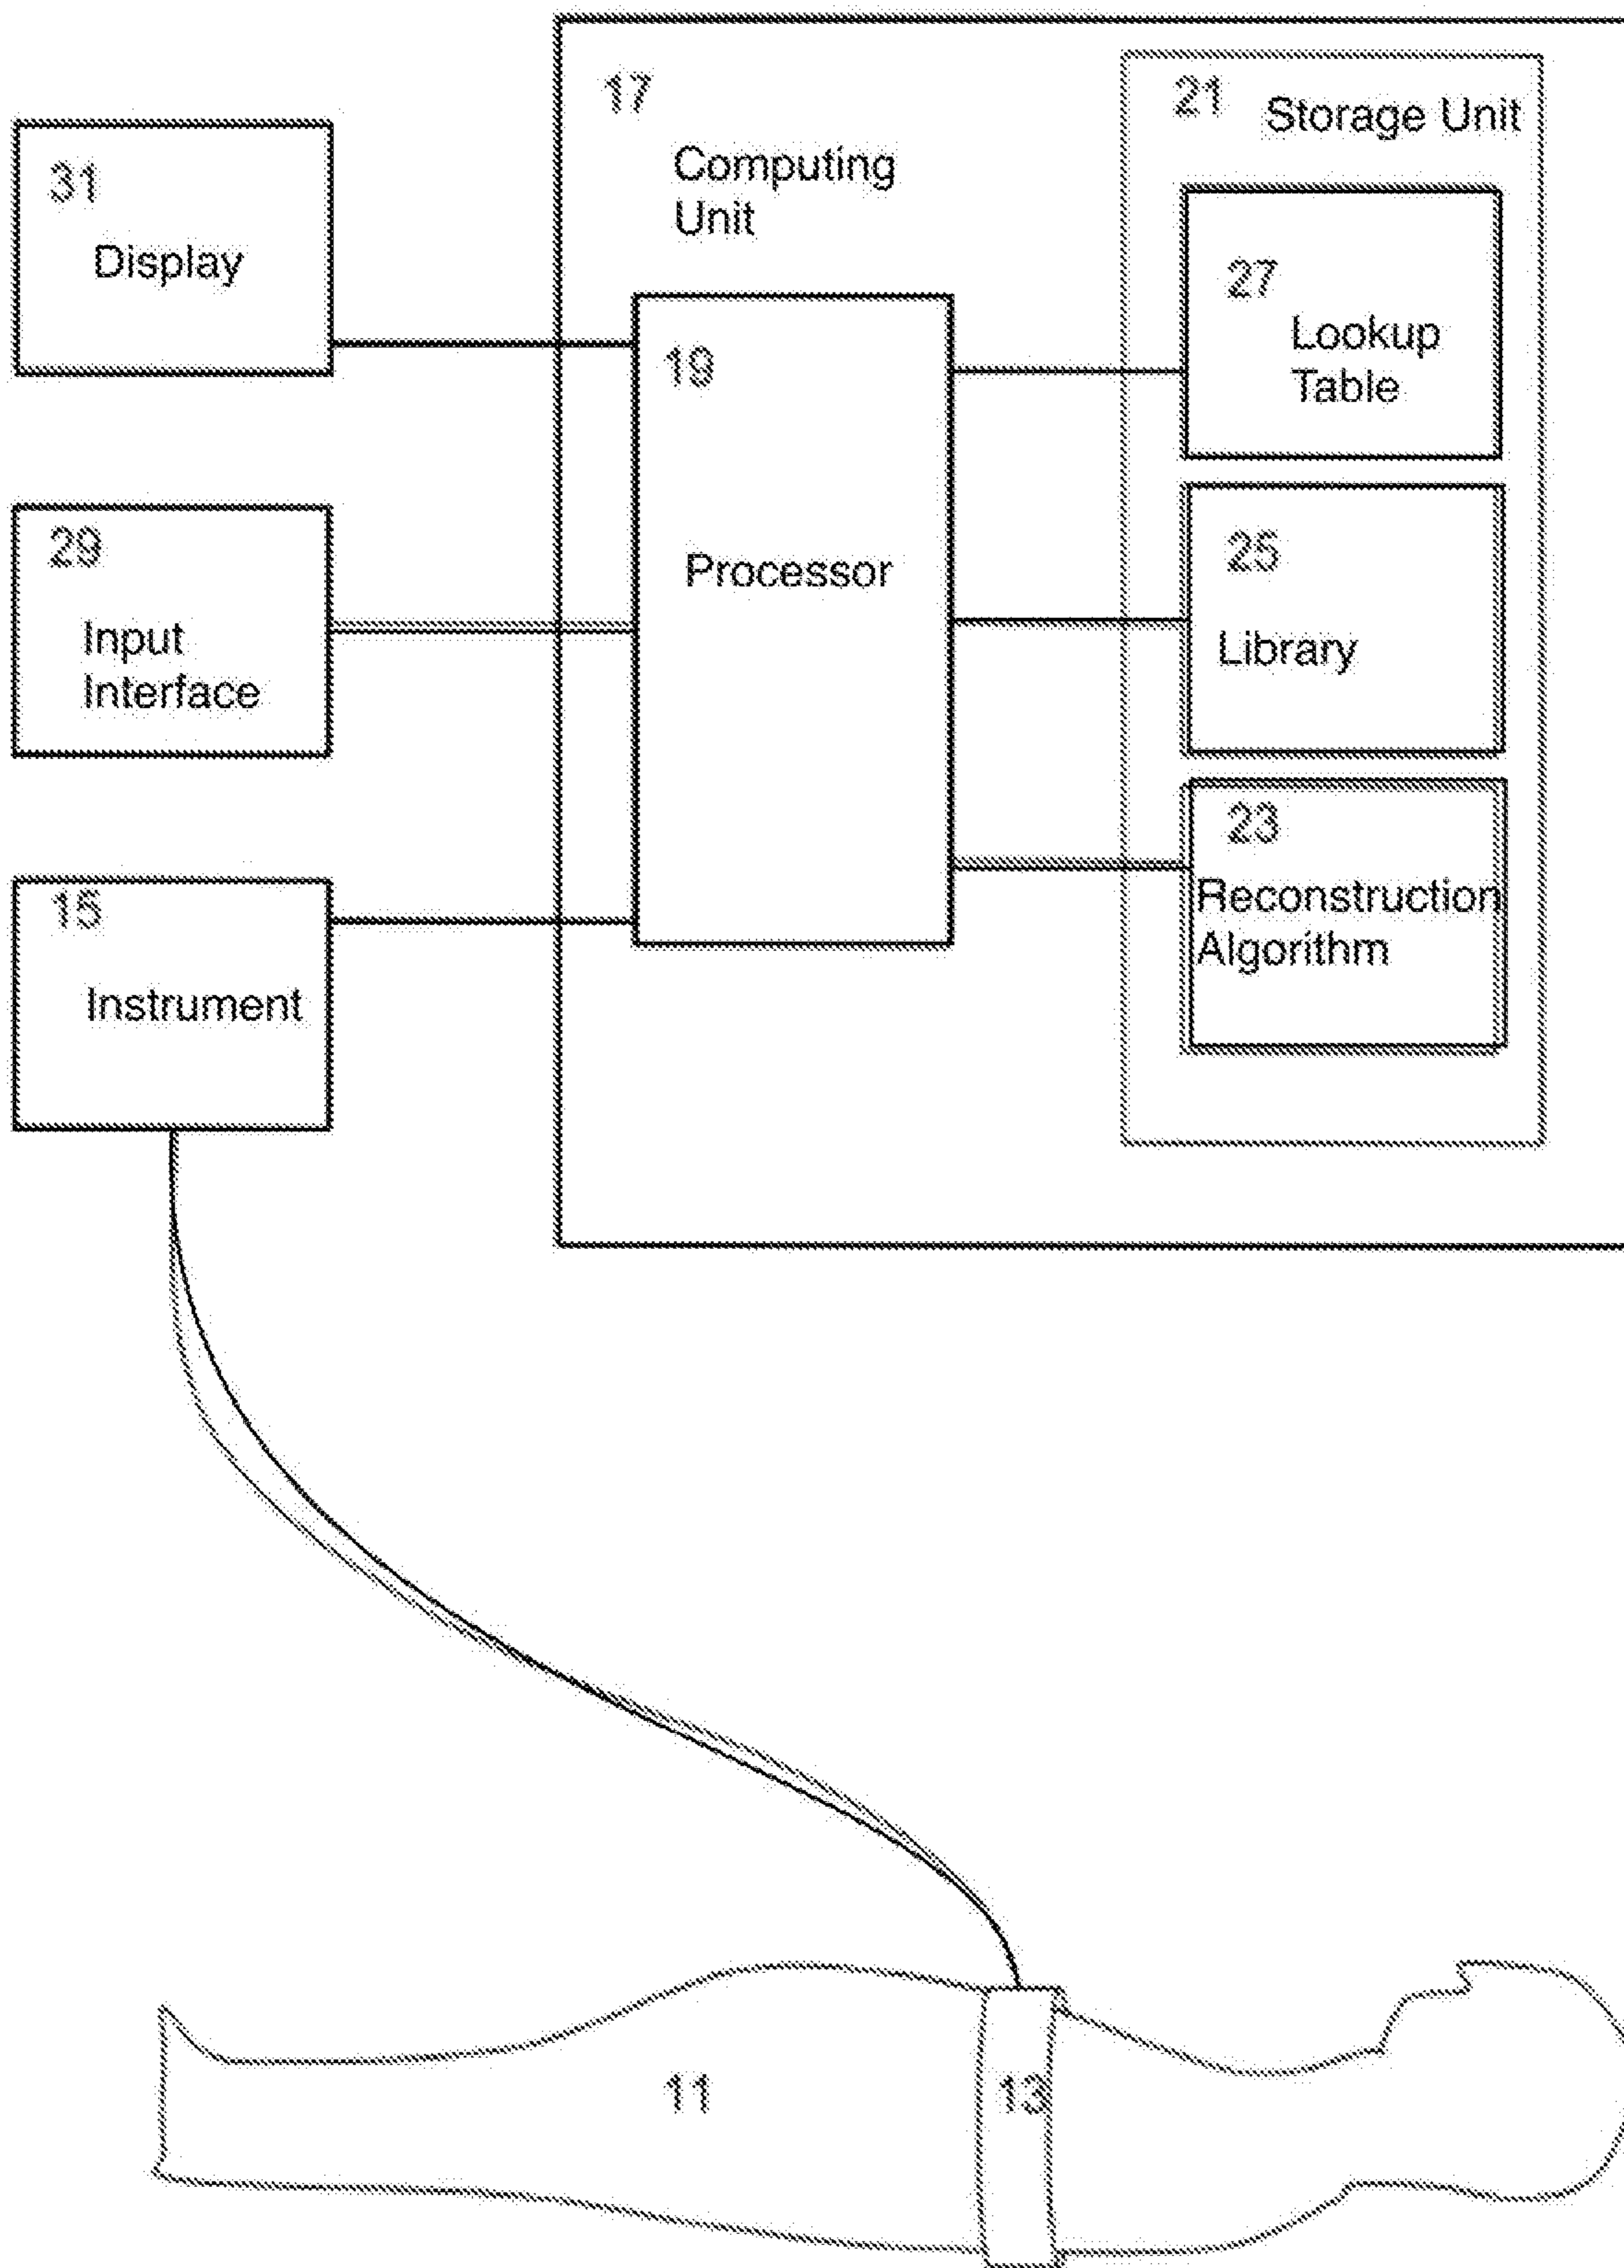 17
21
Storage Unit
Computing
Unit
31
Display
27
Lookup
Table
19
Processor
29
Input
Interface
25
Library
23
Reconstruction
Algorithm
15
Instrument
11
13